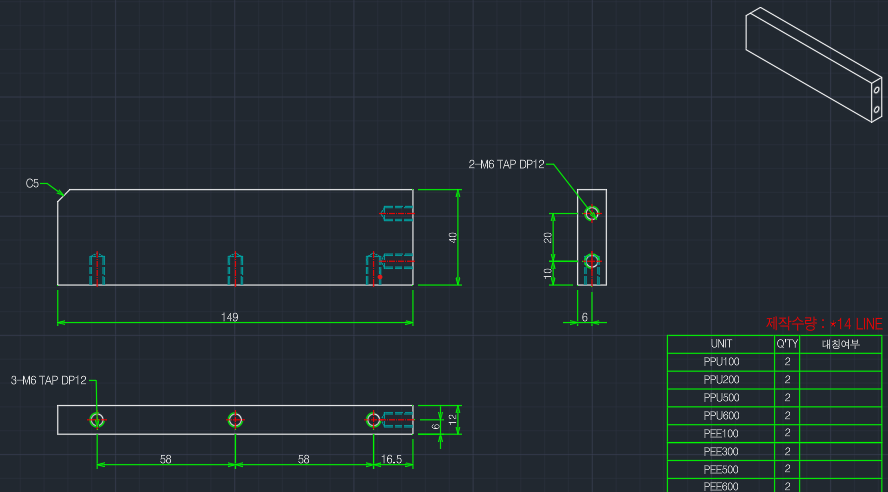 C5
2-M6 TAP DP12
40
20
10
149
6
제작수량 : *14 LINE
UNIT Q'TY 대칭여부
PPU100 2
PPU200 2
PPU500 2
PPU600 2
PEE100 2
PEE300 2
PEE500 2
PEE600 2
3-M6 TAP DP12
6
12
58
58
16.5